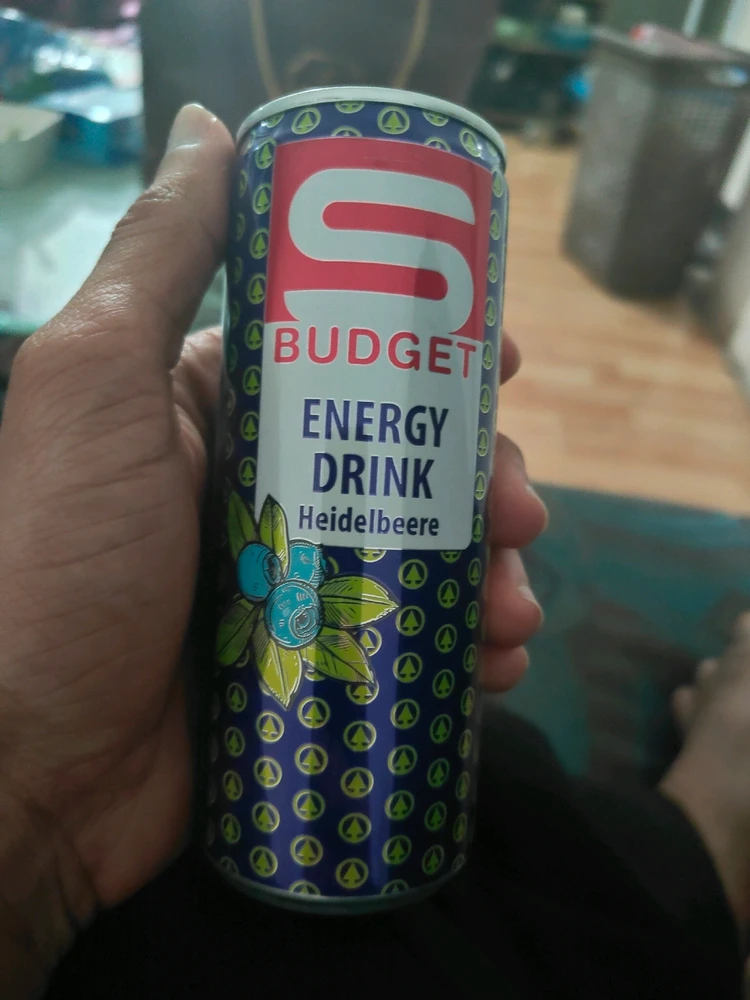 S
BUDGET
ENERGY
DRINK
Heidelbeere